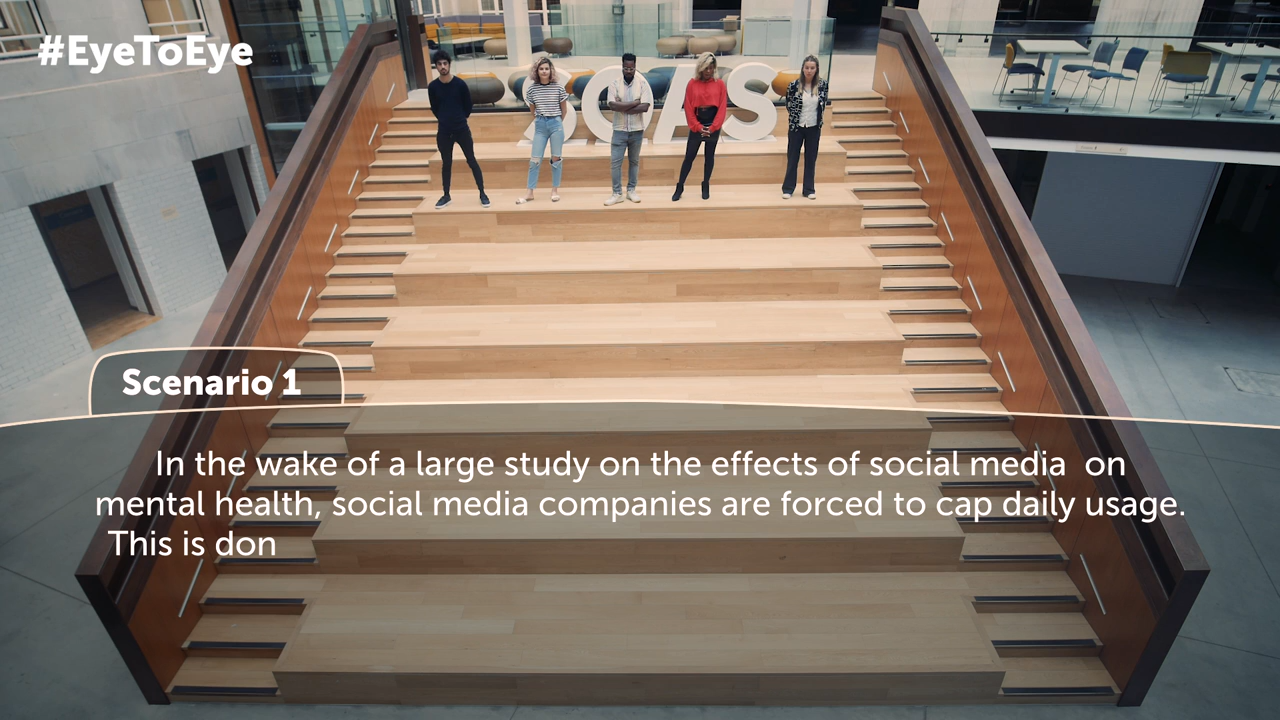 #EyeToEye
SOAS
Scenario 1
In the wake of a large study on the effects of social media on
mental health, social media companies are forced to cap daily usage.
This is don